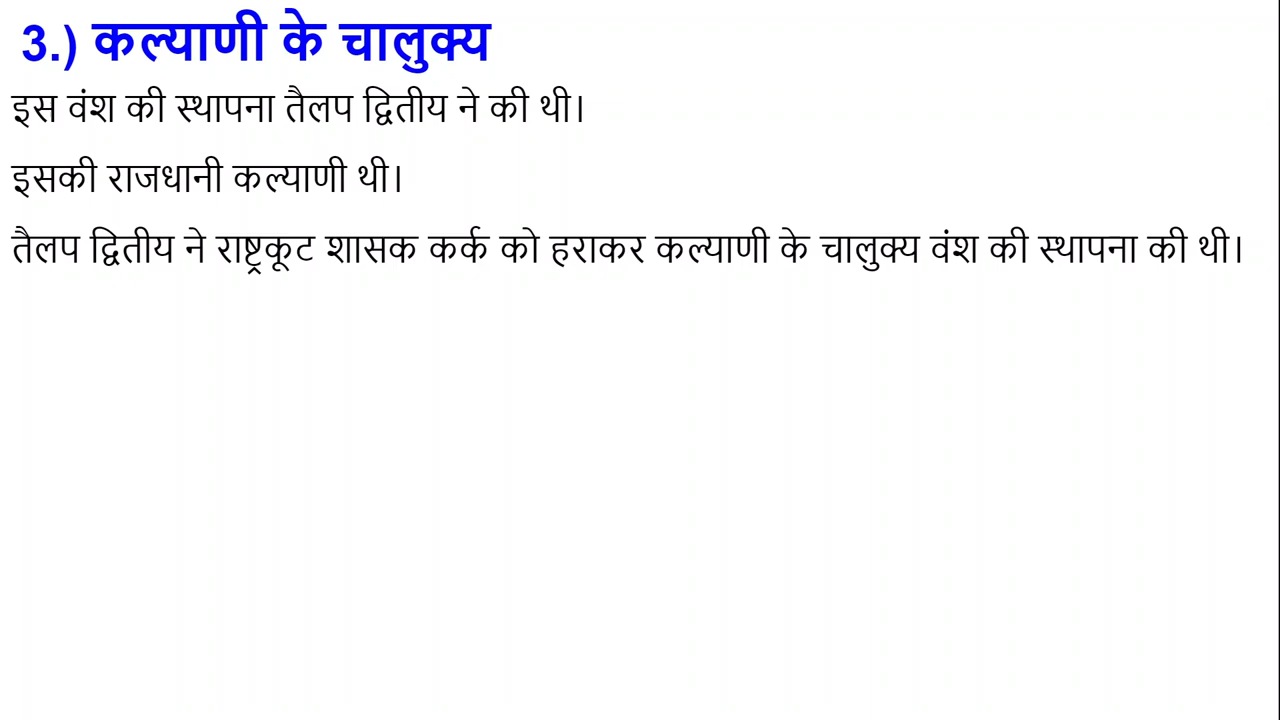 3.) कल्याणी के चालुक्य
इस वंश की स्थापना तैलप द्वितीय ने की थी।
इसकी राजधानी कल्याणी थी।
तैलप द्वितीय ने राष्ट्रकूट शासक कर्क को हराकर कल्याणी के चालुक्य वंश की स्थापना की थी।